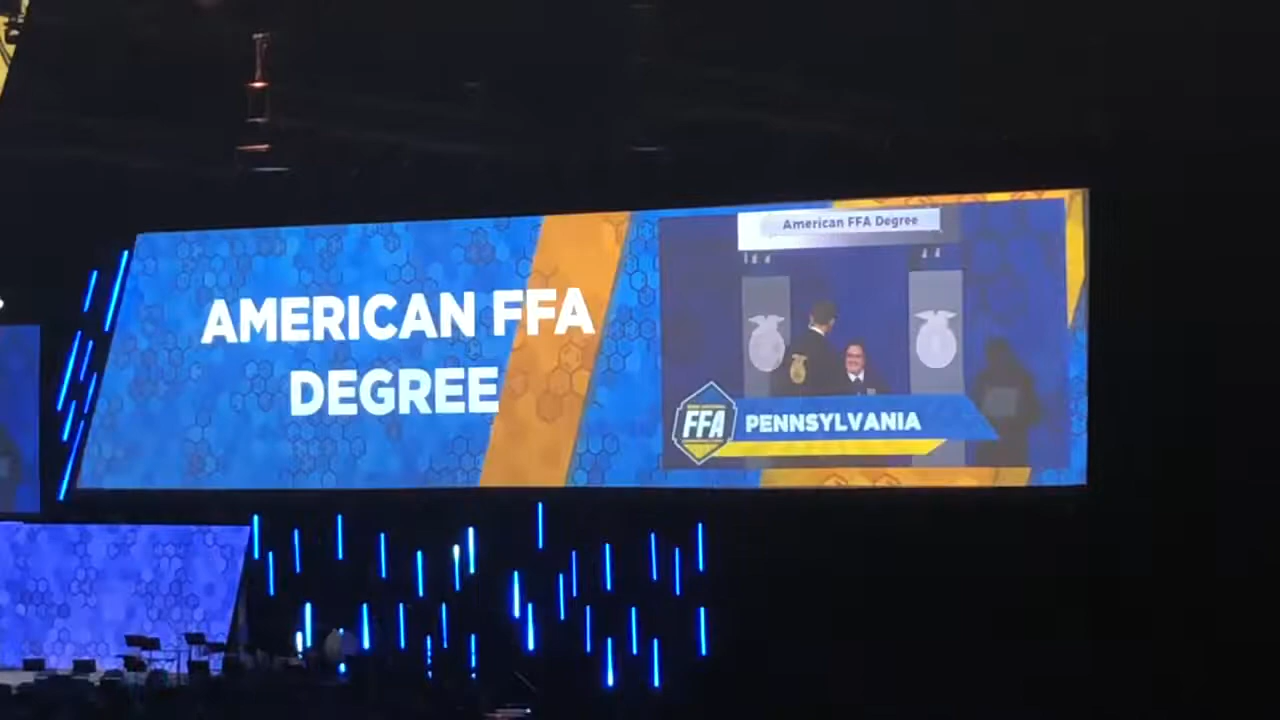 AMERICAN FFA
DEGREE
American FFA Degree
FFA
PENNSYLVANIA